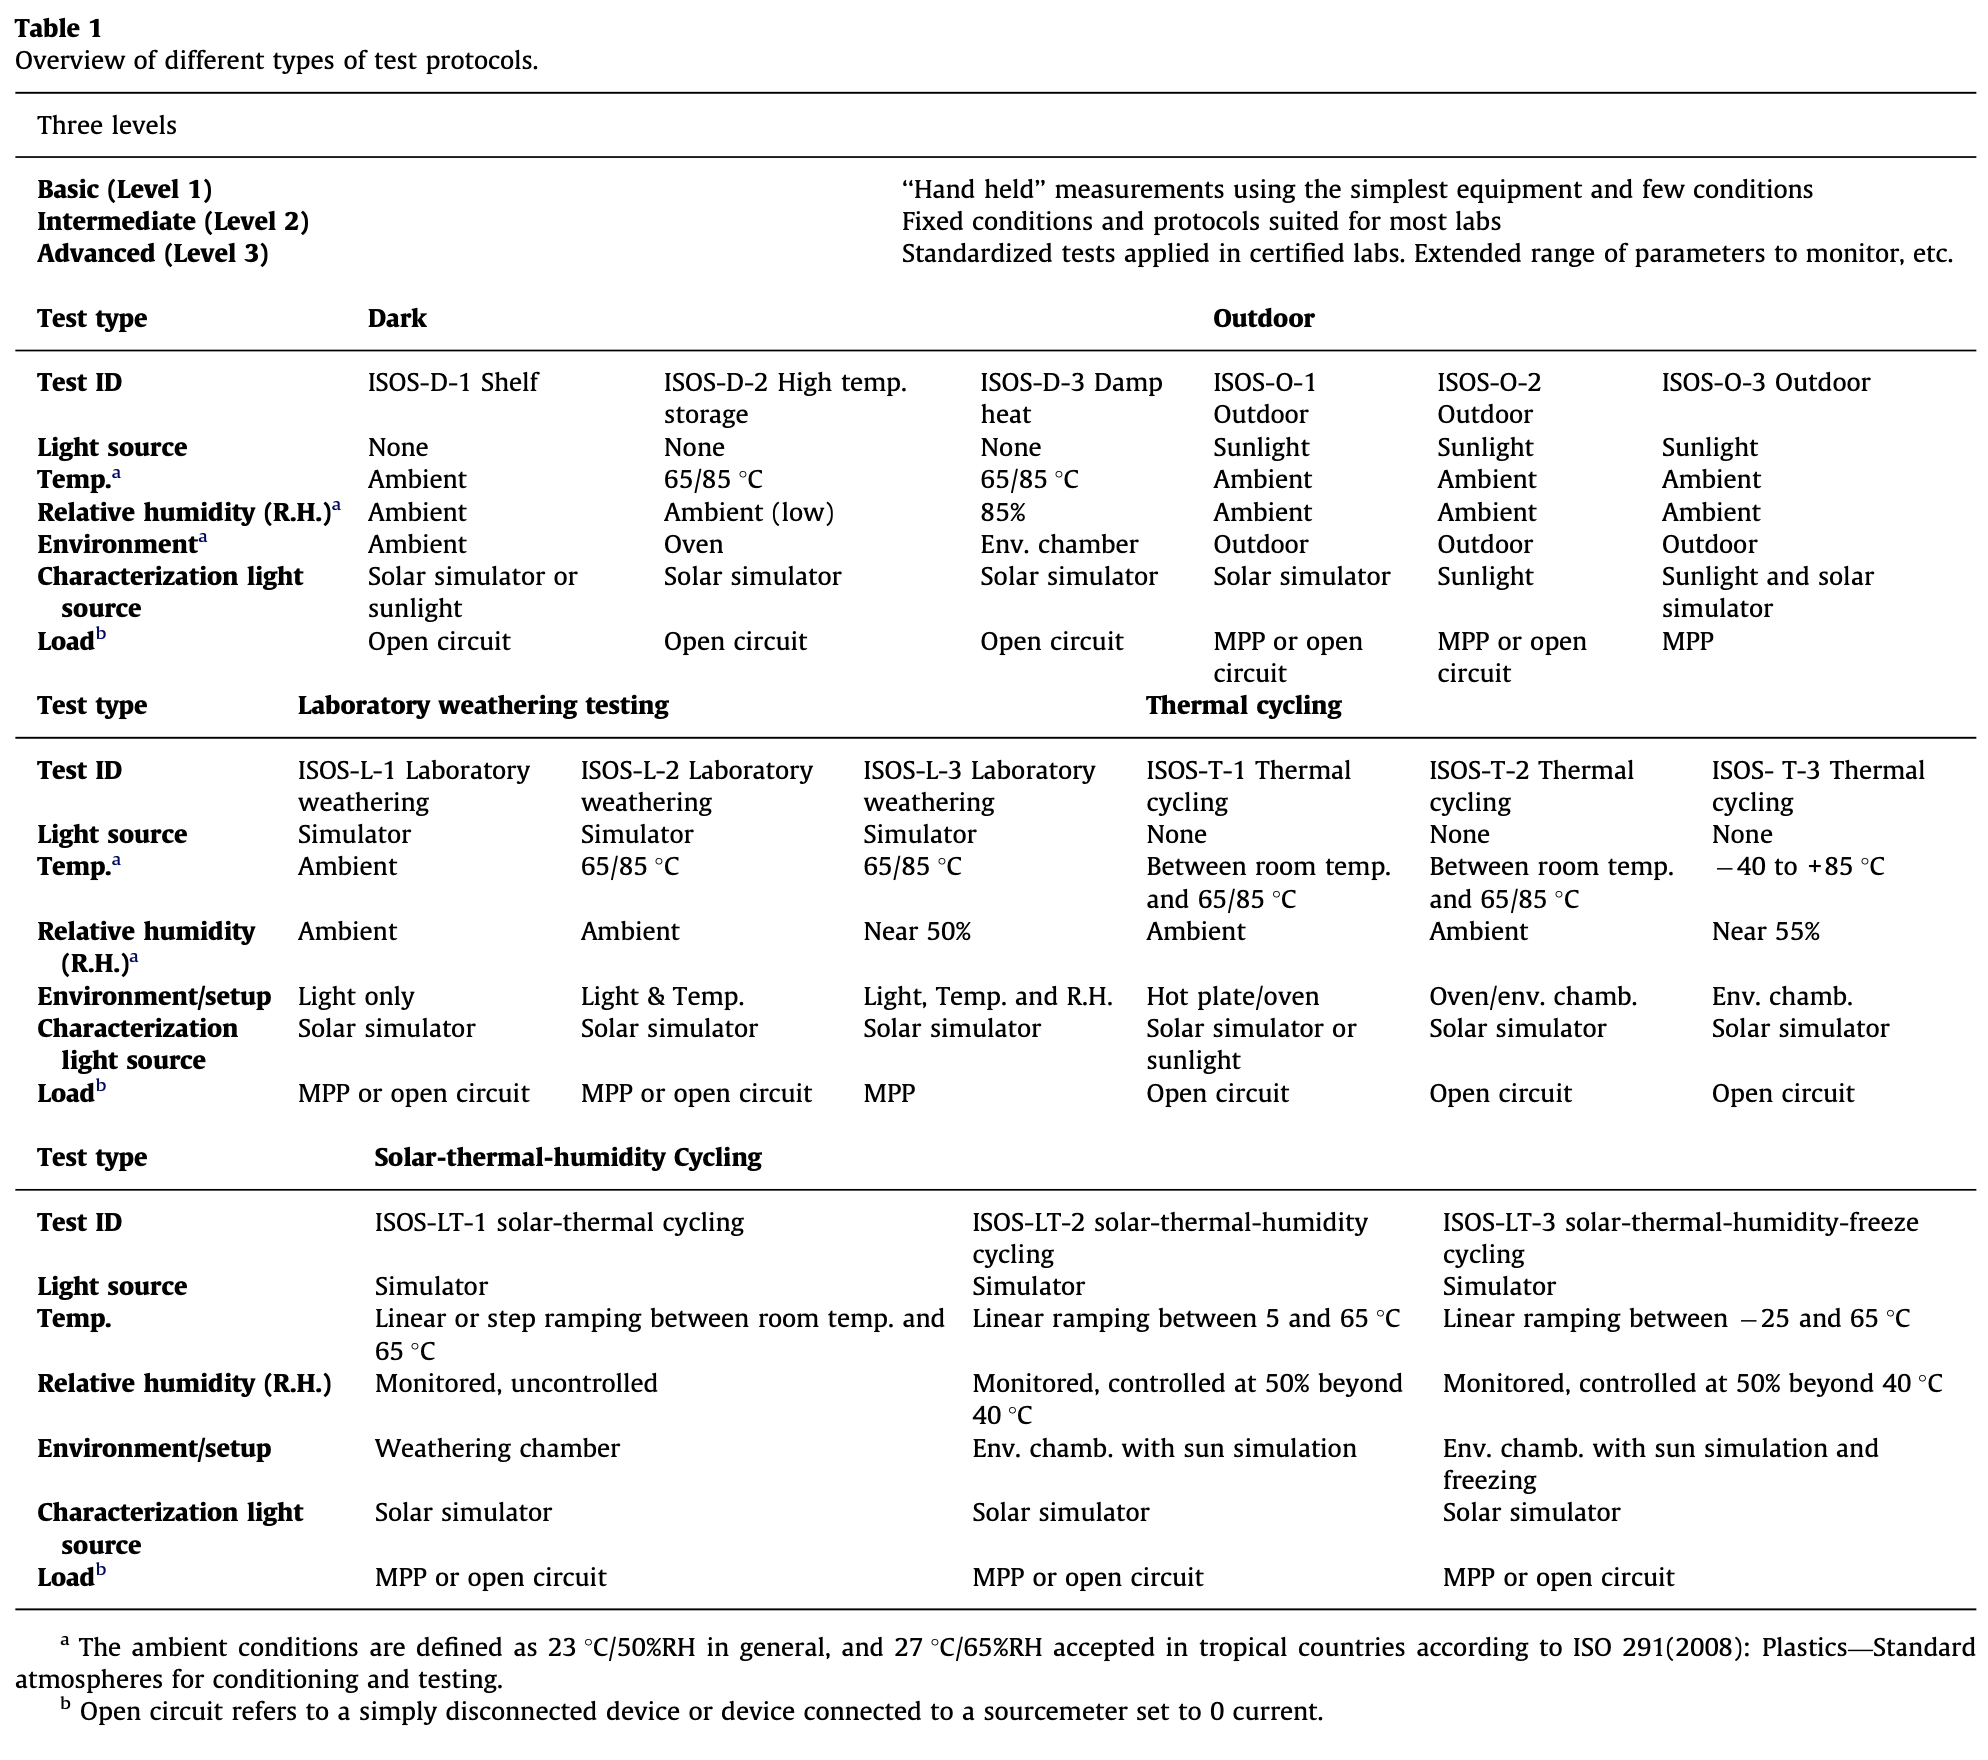 Table 1
Overview of different types of test protocols.
Three levels
Basic (Level 1) “Hand held” measurements using the simplest equipment and few conditions
Intermediate (Level 2) Fixed conditions and protocols suited for most labs
Advanced (Level 3) Standardized tests applied in certified labs. Extended range of parameters to monitor, etc.
Test type Dark Outdoor
Test ID ISOS-D-1 Shelf ISOS-D-2 High temp. ISOS-D-3 Damp ISOS-O-1 ISOS-O-2 ISOS-O-3 Outdoor
storage heat Outdoor Outdoor
Light source None None None Sunlight Sunlight Sunlight
Temp.a Ambient 65/85 °C 65/85 °C Ambient Ambient Ambient
Relative humidity (R.H.)a Ambient Ambient (low) 85% Ambient Ambient Ambient
Environmenta Ambient Oven Env. chamber Outdoor Outdoor Outdoor
Characterization light Solar simulator or Solar simulator Solar simulator Solar simulator Sunlight Sunlight and solar
source sunlight simulator
Loadb Open circuit Open circuit Open circuit MPP or open MPP or open MPP
circuit circuit
Test type Laboratory weathering testing Thermal cycling
Test ID ISOS-L-1 Laboratory ISOS-L-2 Laboratory ISOS-L-3 Laboratory ISOS-T-1 Thermal ISOS-T-2 Thermal ISOS- T-3 Thermal
weathering weathering weathering cycling cycling cycling
Light source Simulator Simulator Simulator None None None
Temp.a Ambient 65/85 °C 65/85 °C Between room temp. Between room temp. −40 to +85 °C
and 65/85 °C and 65/85 °C
Relative humidity Ambient Ambient Near 50% Ambient Ambient Near 55%
(R.H.)a
Environment/setup Light only Light & Temp. Light, Temp. and R.H. Hot plate/oven Oven/env. chamb. Env. chamb.
Characterization Solar simulator Solar simulator Solar simulator Solar simulator or Solar simulator Solar simulator
light source sunlight
Loadb MPP or open circuit MPP or open circuit MPP Open circuit Open circuit Open circuit
Test type Solar-thermal-humidity Cycling
Test ID ISOS-LT-1 solar-thermal cycling ISOS-LT-2 solar-thermal-humidity ISOS-LT-3 solar-thermal-humidity-freeze
cycling cycling
Light source Simulator Simulator Simulator
Temp. Linear or step ramping between room temp. and Linear ramping between 5 and 65 °C Linear ramping between −25 and 65 °C
65 °C
Relative humidity (R.H.) Monitored, uncontrolled Monitored, controlled at 50% beyond Monitored, controlled at 50% beyond 40 °C
40 °C
Environment/setup Weathering chamber Env. chamb. with sun simulation Env. chamb. with sun simulation and
freezing
Characterization light Solar simulator Solar simulator Solar simulator
source
Loadb MPP or open circuit MPP or open circuit MPP or open circuit
a The ambient conditions are defined as 23 °C/50%RH in general, and 27 °C/65%RH accepted in tropical countries according to ISO 291(2008): Plastics—Standard
atmospheres for conditioning and testing.
b Open circuit refers to a simply disconnected device or device connected to a sourcemeter set to 0 current.